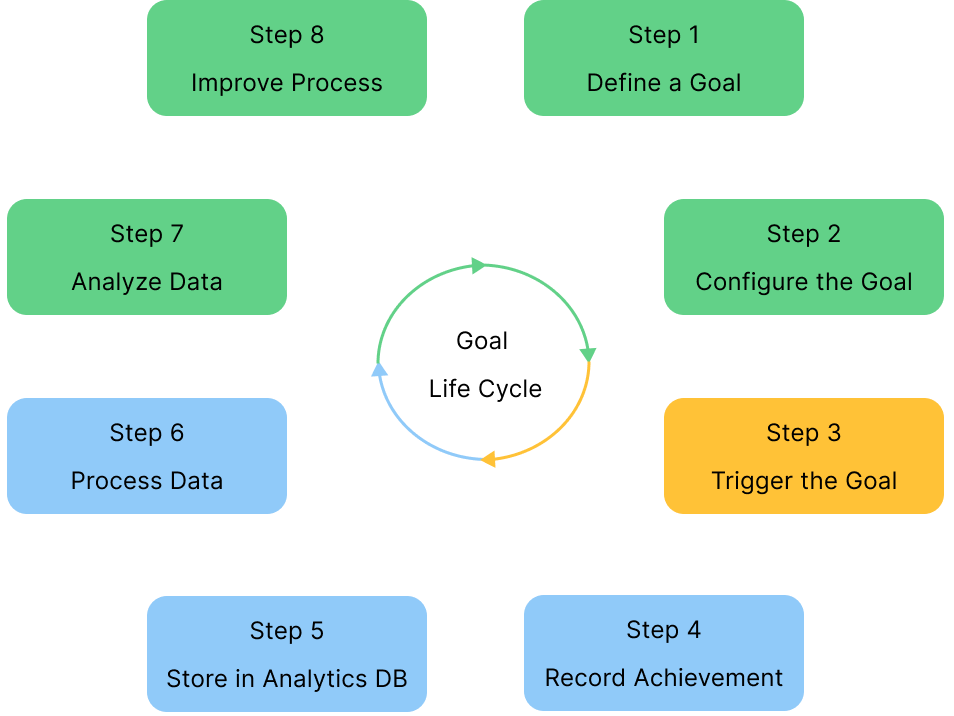 Step 8
Improve Process
Step 1
Define a Goal
Step 7
Analyze Data
Step 2
Configure the Goal
Goal
Life Cycle
Step 6
Process Data
Step 3
Trigger the Goal
Step 5
Store in Analytics DB
Step 4
Record Achievement